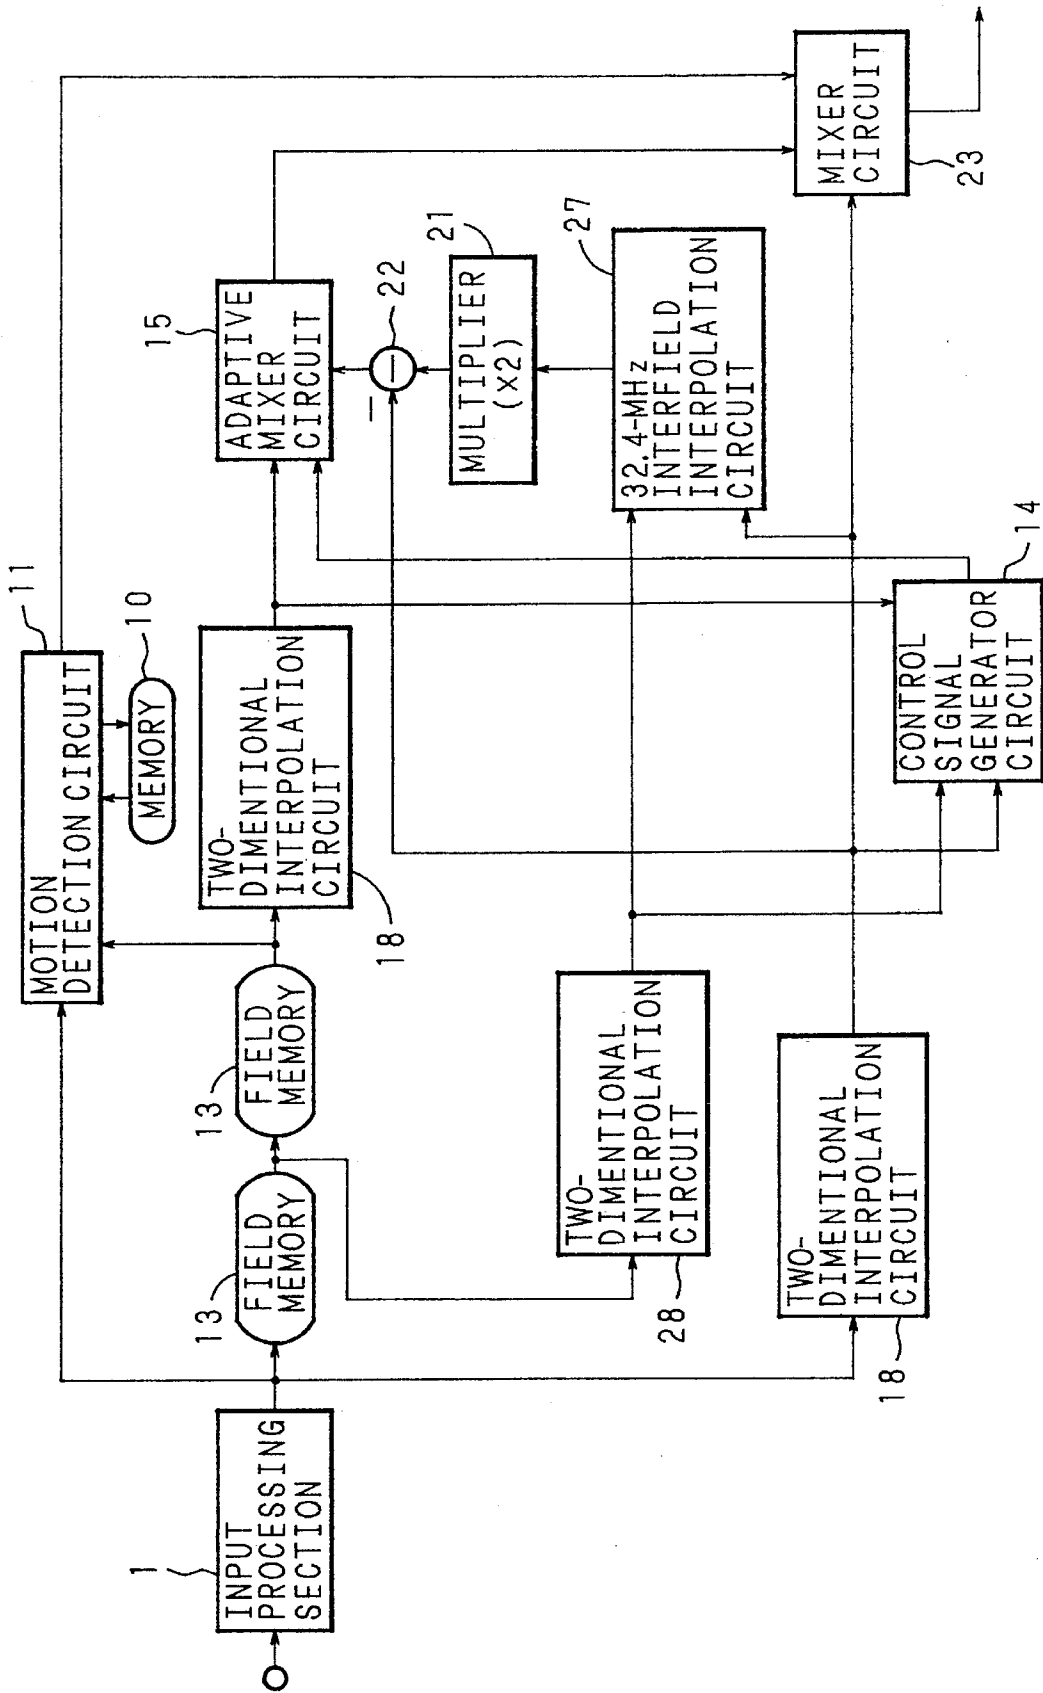 1
INPUT
PROCESSING
SECTION
13
FIELD
MEMORY
13
FIELD
MEMORY
11
MOTION
DETECTION CIRCUIT
10
MEMORY
TWO-
DIMENTIONAL
INTERPOLATION
CIRCUIT
18
15
ADAPTIVE
MIXER
CIRCUIT
22
−
−
21
MULTIPLIER
(×2)
27
32.4-MHz
INTERFIELD
INTERPOLATION
CIRCUIT
TWO-
DIMENTIONAL
INTERPOLATION
CIRCUIT
28
TWO-
DIMENTIONAL
INTERPOLATION
CIRCUIT
18
CONTROL
SIGNAL
GENERATOR
CIRCUIT
14
MIXER
CIRCUIT
23